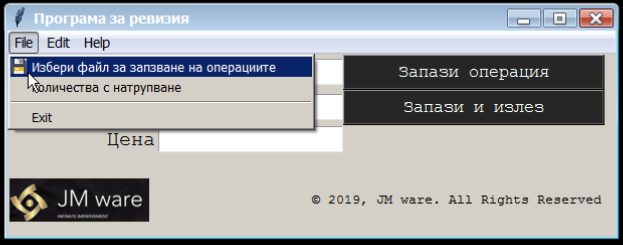 Програма за ревизия
File Edit Help
Избери файл за запзване на операциите
Количества с натрупване
Exit
Запази операция
Запази и излез
Цена
JM ware
INFINITE IMPROVEMENT
© 2019, JM ware. All Rights Reserved